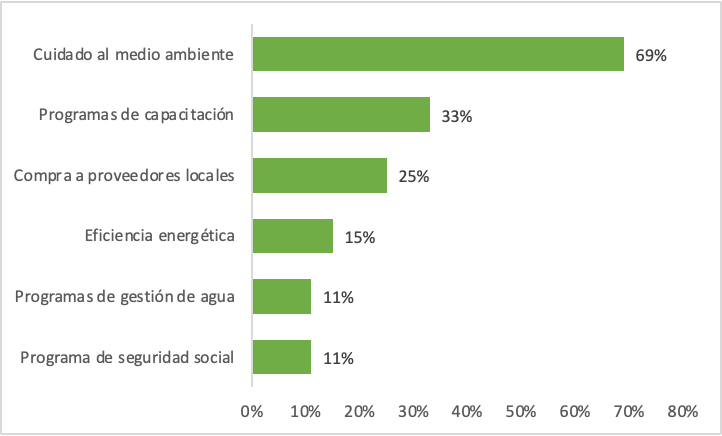 Cuidado al medio ambiente 69%
Programas de capacitación 33%
Compra a proveedores locales 25%
Eficiencia energética 15%
Programas de gestión de agua 11%
Programa de seguridad social 11%
0% 10% 20% 30% 40% 50% 60% 70% 80%